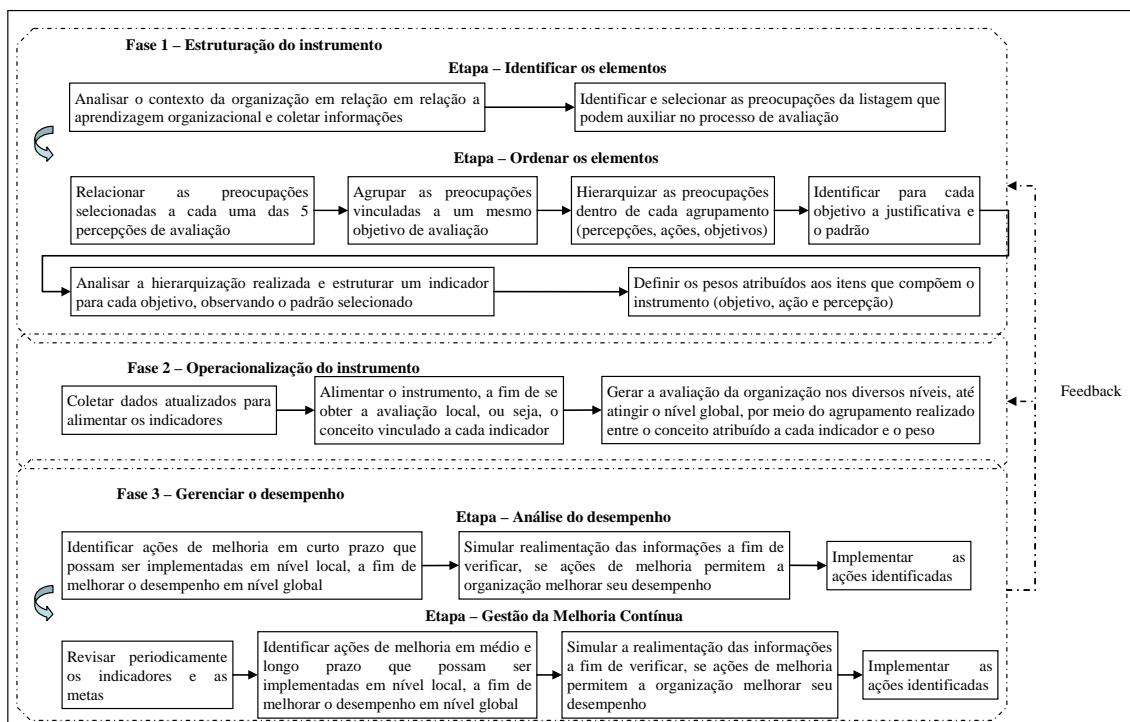 Fase 1 – Estruturação do instrumento
Etapa – Identificar os elementos
Analisar o contexto da organização em relação em relação a
aprendizagem organizacional e coletar informações
Identificar e selecionar as preocupações da listagem que
podem auxiliar no processo de avaliação
Etapa – Ordenar os elementos
Relacionar as preocupações
selecionadas a cada uma das 5
percepções de avaliação
Agrupar as preocupações
vinculadas a um mesmo
objetivo de avaliação
Hierarquizar as preocupações
dentro de cada agrupamento
(percepções, ações, objetivos)
Identificar para cada
objetivo a justificativa e
o padrão
Analisar a hierarquização realizada e estruturar um indicador
para cada objetivo, observando o padrão selecionado
Definir os pesos atribuídos aos itens que compõem o
instrumento (objetivo, ação e percepção)
Fase 2 – Operacionalização do instrumento
Coletar dados atualizados para
alimentar os indicadores
Alimentar o instrumento, a fim de se
obter a avaliação local, ou seja, o
conceito vinculado a cada indicador
Gerar a avaliação da organização nos diversos níveis, até
atingir o nível global, por meio do agrupamento realizado
entre o conceito atribuído a cada indicador e o peso
Feedback
Fase 3 – Gerenciar o desempenho
Etapa – Análise do desempenho
Identificar ações de melhoria em curto prazo que
possam ser implementadas em nível local, a fim
de melhorar o desempenho em nível global
Simular realimentação das informações a fim de
verificar, se ações de melhoria permitem a
organização melhorar seu desempenho
Implementar as
ações identificadas
Etapa – Gestão da Melhoria Contínua
Revisar periodicamente
os indicadores e as
metas
Identificar ações de melhoria em médio e
longo prazo que possam ser
implementadas em nível local, a fim de
melhorar o desempenho em nível global
Simular a realimentação das informações
a fim de verificar, se ações de melhoria
permitem a organização melhorar seu
desempenho
Implementar as
ações identificadas